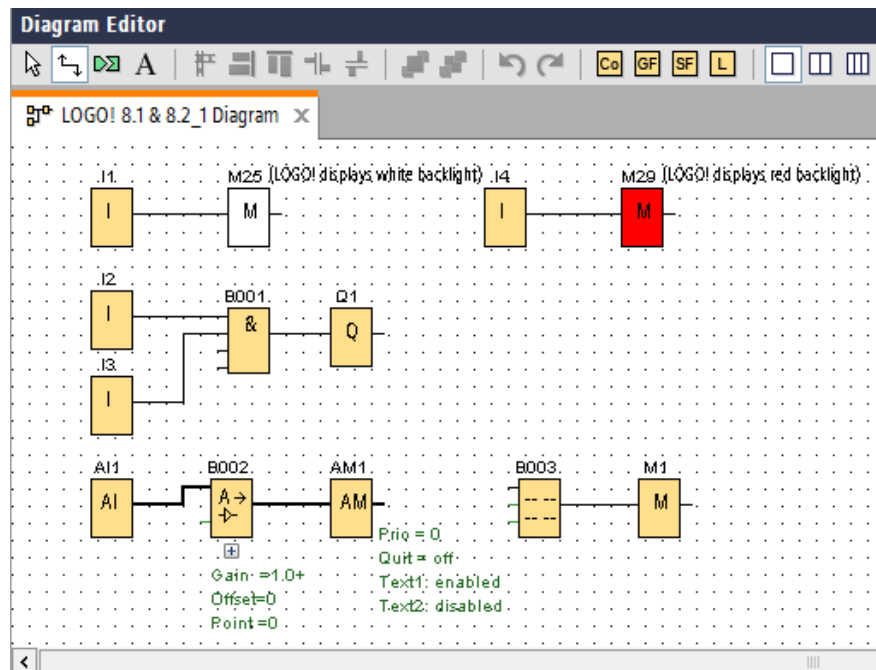 Diagram Editor
A Co GF SF L
LOGO! 8.1 & 8.2_1 Diagram
I1 M25 (LOGO! displays white backlight) I4 M29 (LOGO! displays red backlight)
I M I M
I2
I B001 Q1
& Q
I3
I
AI1 B002 AM1 B003 M1
AI A→ AM -- -- M
-- --
Prio = 0
Quit = off
Gain =1.0+ Text1: enabled
Offset=0 Text2: disabled
Point=0